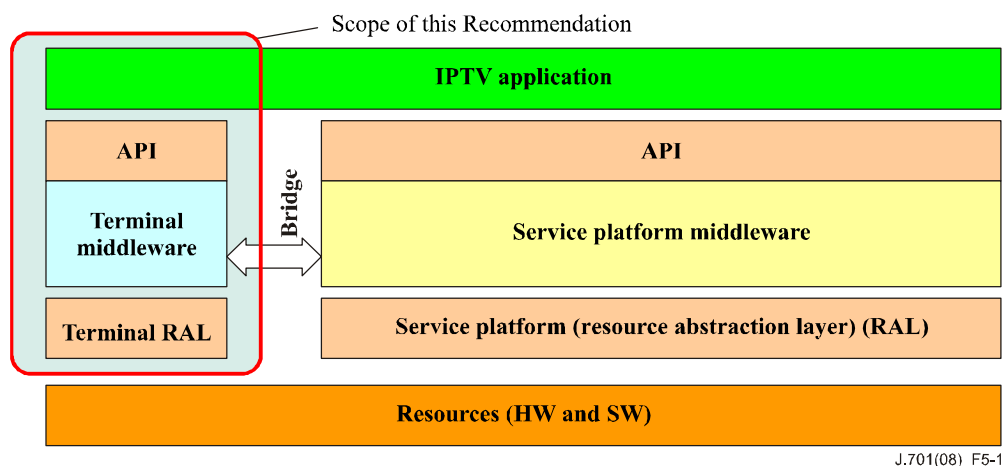 Scope of this Recommendation
IPTV application
API
API
Bridge
Terminal
middleware
Service platform middleware
Terminal RAL
Service platform (resource abstraction layer) (RAL)
Resources (HW and SW)
J.701(08)_F5-1